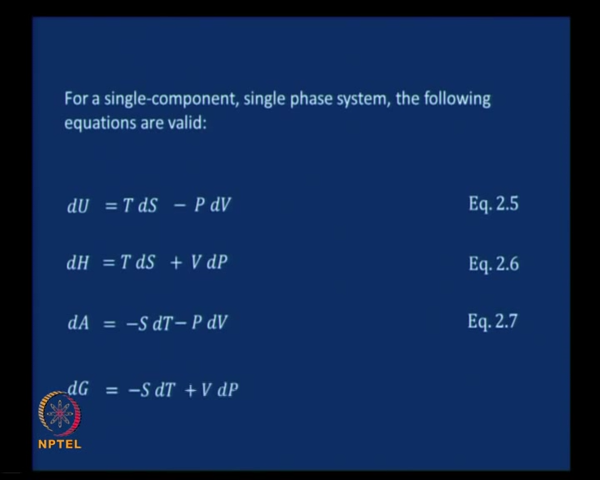 For a single-component, single phase system, the following
equations are valid:
dU = T dS − P dV Eq. 2.5
dH = T dS + V dP Eq. 2.6
dA = −S dT− P dV Eq. 2.7
dG = −S dT + V dP
NPTEL